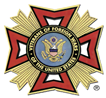 VETERANS OF FOREIGN WARS
OF THE UNITED STATES
®